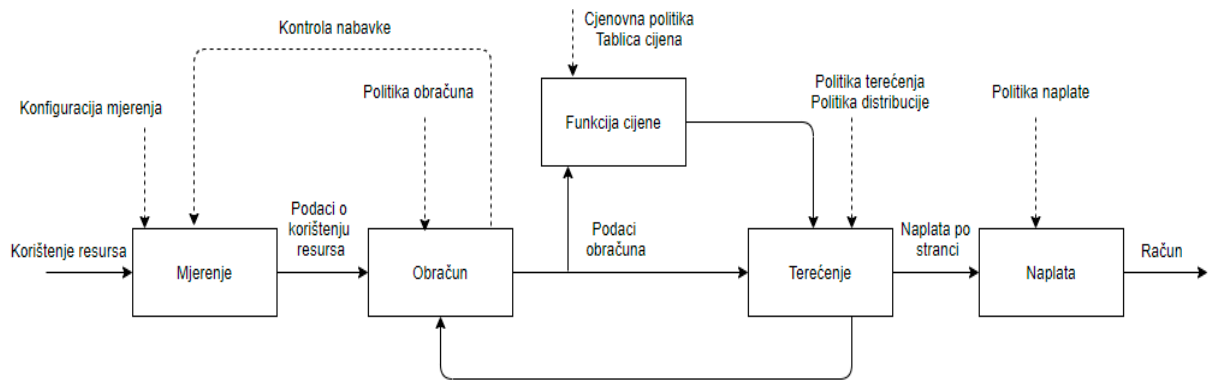 Kontrola nabavke
Cjenovna politika
Tablica cijena
Konfiguracija mjerenja
Politika obračuna
Funkcija cijene
Politika terećenja
Politika distribucije
Politika naplate
Korištenje resursa
Mjerenje
Podaci o
korištenju
resursa
Obračun
Podaci
obračuna
Terećenje
Naplata po
stranci
Naplata
Račun